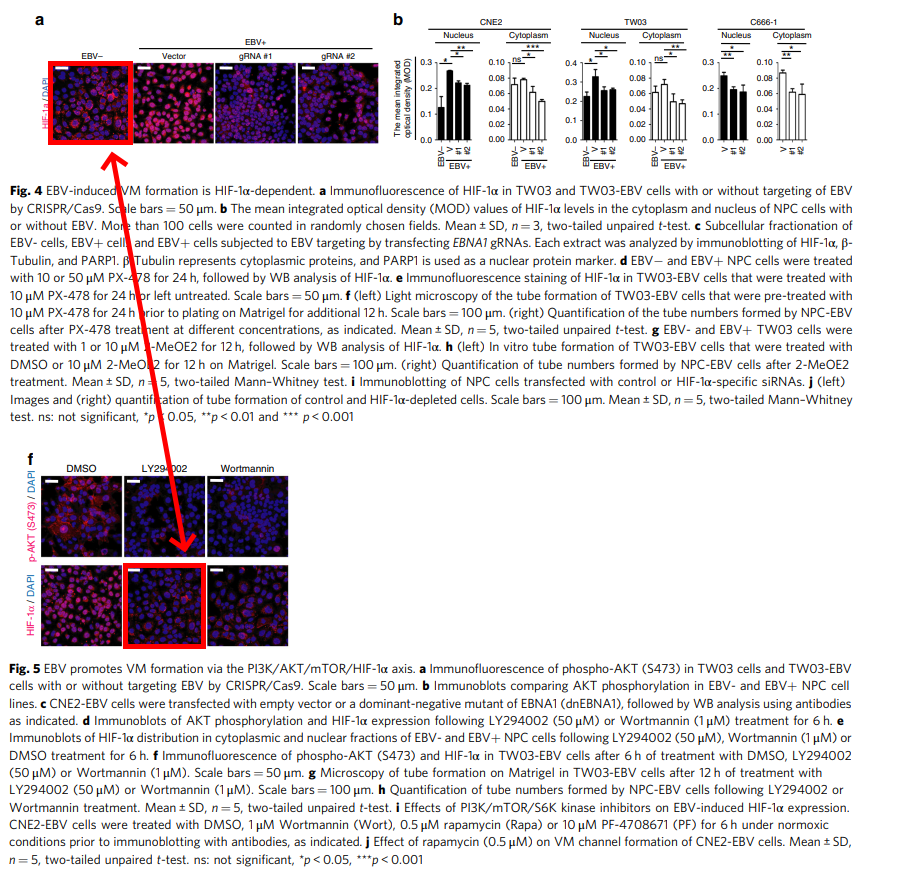 a
EBV+
EBV−
Vector
gRNA #1
gRNA #2
HIF-1α / DAPI
b
CNE2
TW03
C666-1
Nucleus
Cytoplasm
Nucleus
Cytoplasm
Nucleus
Cytoplasm
The mean integrated
optical density (MOD)
* * **
ns * ***
* * *
ns * **
** *
** *
0.3 0.2 0.1 0.0
0.10 0.08 0.06 0.04 0.02 0.00
0.4 0.3 0.2 0.1 0.0
0.10 0.08 0.06 0.04 0.02 0.00
0.3 0.2 0.1 0.0
0.10 0.08 0.06 0.04 0.02 0.00
EBV− V #1 #2
EBV− V #1 #2
EBV− V #1 #2
EBV− V #1 #2
V #1 #2
V #1 #2
EBV+
EBV+
EBV+
EBV+
Fig. 4 EBV-induced VM formation is HIF-1α-dependent. a Immunofluorescence of HIF-1α in TW03 and TW03-EBV cells with or without targeting of EBV
by CRISPR/Cas9. Scale bars = 50 μm. b The mean integrated optical density (MOD) values of HIF-1α levels in the cytoplasm and nucleus of NPC cells with
or without EBV. More than 100 cells were counted in randomly chosen fields. Mean ± SD, n = 3, two-tailed unpaired t-test. c Subcellular fractionation of
EBV- cells, EBV+ cells and EBV+ cells subjected to EBV targeting by transfecting EBNA1 gRNAs. Each extract was analyzed by immunoblotting of HIF-1α, β-
Tubulin, and PARP1. β-Tubulin represents cytoplasmic proteins, and PARP1 is used as a nuclear protein marker. d EBV− and EBV+ NPC cells were treated
with 10 or 50 μM PX-478 for 24 h, followed by WB analysis of HIF-1α. e Immunofluorescence staining of HIF-1α in TW03-EBV cells that were treated with
10 μM PX-478 for 24 h or left untreated. Scale bars = 50 μm. f (left) Light microscopy of the tube formation of TW03-EBV cells that were pre-treated with
10 μM PX-478 for 24 h prior to plating on Matrigel for additional 12 h. Scale bars = 100 μm. (right) Quantification of the tube numbers formed by NPC-EBV
cells after PX-478 treatment at different concentrations, as indicated. Mean ± SD, n = 5, two-tailed unpaired t-test. g EBV- and EBV+ TW03 cells were
treated with 1 or 10 μM 2-MeOE2 for 12 h, followed by WB analysis of HIF-1α. h (left) In vitro tube formation of TW03-EBV cells that were treated with
DMSO or 10 μM 2-MeOE2 for 12 h on Matrigel. Scale bars = 100 μm. (right) Quantification of tube numbers formed by NPC-EBV cells after 2-MeOE2
treatment. Mean ± SD, n = 5, two-tailed Mann–Whitney test. i Immunoblotting of NPC cells transfected with control or HIF-1α-specific siRNAs. j (left)
Images and (right) quantification of tube formation of control and HIF-1α-depleted cells. Scale bars = 100 μm. Mean ± SD, n = 5, two-tailed Mann–Whitney
test. ns: not significant, *p < 0.05, **p < 0.01 and *** p < 0.001
f
DMSO
LY294002
Wortmannin
p-AKT (S473) / DAPI
HIF-1α / DAPI
Fig. 5 EBV promotes VM formation via the PI3K/AKT/mTOR/HIF-1α axis. a Immunofluorescence of phospho-AKT (S473) in TW03 cells and TW03-EBV
cells with or without targeting EBV by CRISPR/Cas9. Scale bars = 50 μm. b Immunoblots comparing AKT phosphorylation in EBV- and EBV+ NPC cell
lines. c CNE2-EBV cells were transfected with empty vector or a dominant-negative mutant of EBNA1 (dnEBNA1), followed by WB analysis using antibodies
as indicated. d Immunoblots of AKT phosphorylation and HIF-1α expression following LY294002 (50 μM) or Wortmannin (1 μM) treatment for 6 h. e
Immunoblots of HIF-1α distribution in cytoplasmic and nuclear fractions of EBV- and EBV+ NPC cells following LY294002 (50 μM), Wortmannin (1 μM) or
DMSO treatment for 6 h. f Immunofluorescence of phospho-AKT (S473) and HIF-1α in TW03-EBV cells after 6 h of treatment with DMSO, LY294002
(50 μM) or Wortmannin (1 μM). Scale bars = 50 μm. g Microscopy of tube formation on Matrigel in TW03-EBV cells after 12 h of treatment with
LY294002 (50 μM) or Wortmannin (1 μM). Scale bars = 100 μm. h Quantification of tube numbers formed by NPC-EBV cells following LY294002 or
Wortmannin treatment. Mean ± SD, n = 5, two-tailed unpaired t-test. i Effects of PI3K/mTOR/S6K kinase inhibitors on EBV-induced HIF-1α expression.
CNE2-EBV cells were treated with DMSO, 1 μM Wortmannin (Wort), 0.5 μM rapamycin (Rapa) or 10 μM PF-4708671 (PF) for 6 h under normoxic
conditions prior to immunoblotting with antibodies, as indicated. j Effect of rapamycin (0.5 μM) on VM channel formation of CNE2-EBV cells. Mean ± SD,
n = 5, two-tailed unpaired t-test. ns: not significant, *p < 0.05, ***p < 0.001